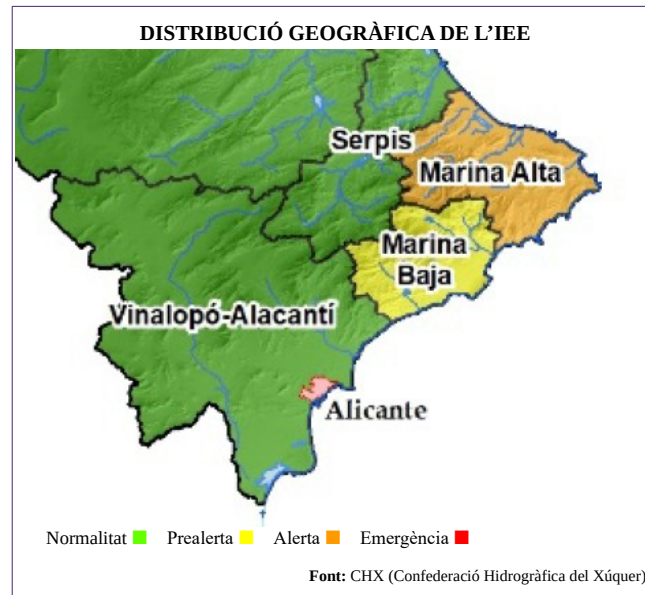 DISTRIBUCIÓ GEOGRÀFICA DE L’IEE
Serpis
Marina Alta
Marina
Baja
Vinalopó-Alacantí
Alicante
Normalitat Prealerta Alerta Emergència
Font: CHX (Confederació Hidrogràfica del Xúquer)